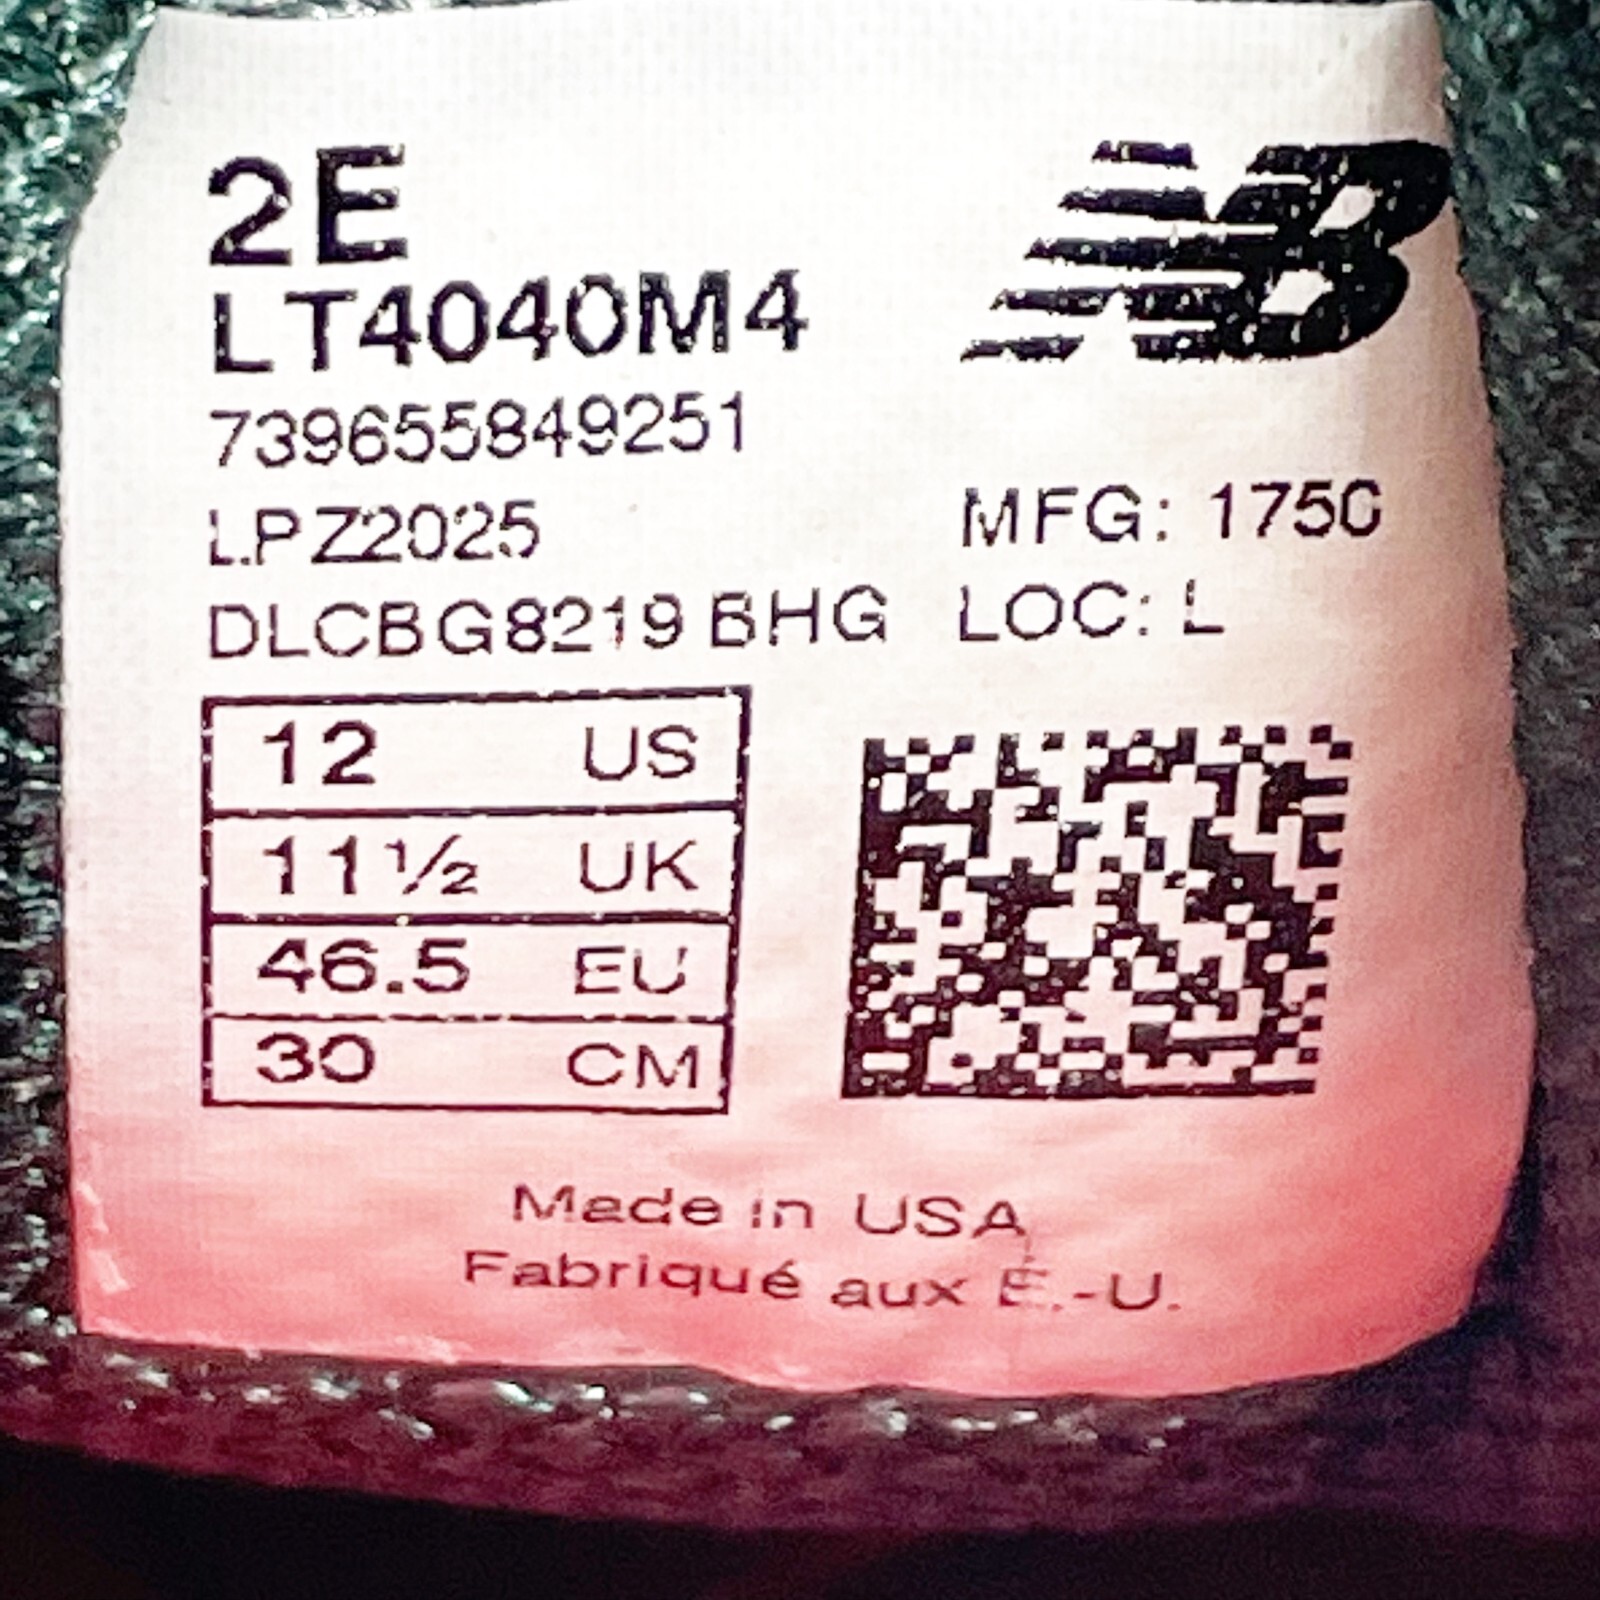 2E
NB
LT4040M4
739655849251
LPZ2025
MFG: 1750
DLCBG8219 BHG
LOC: L
12 US
11½ UK
46.5 EU
30 CM
Made in USA
Fabriqué aux É.-U.